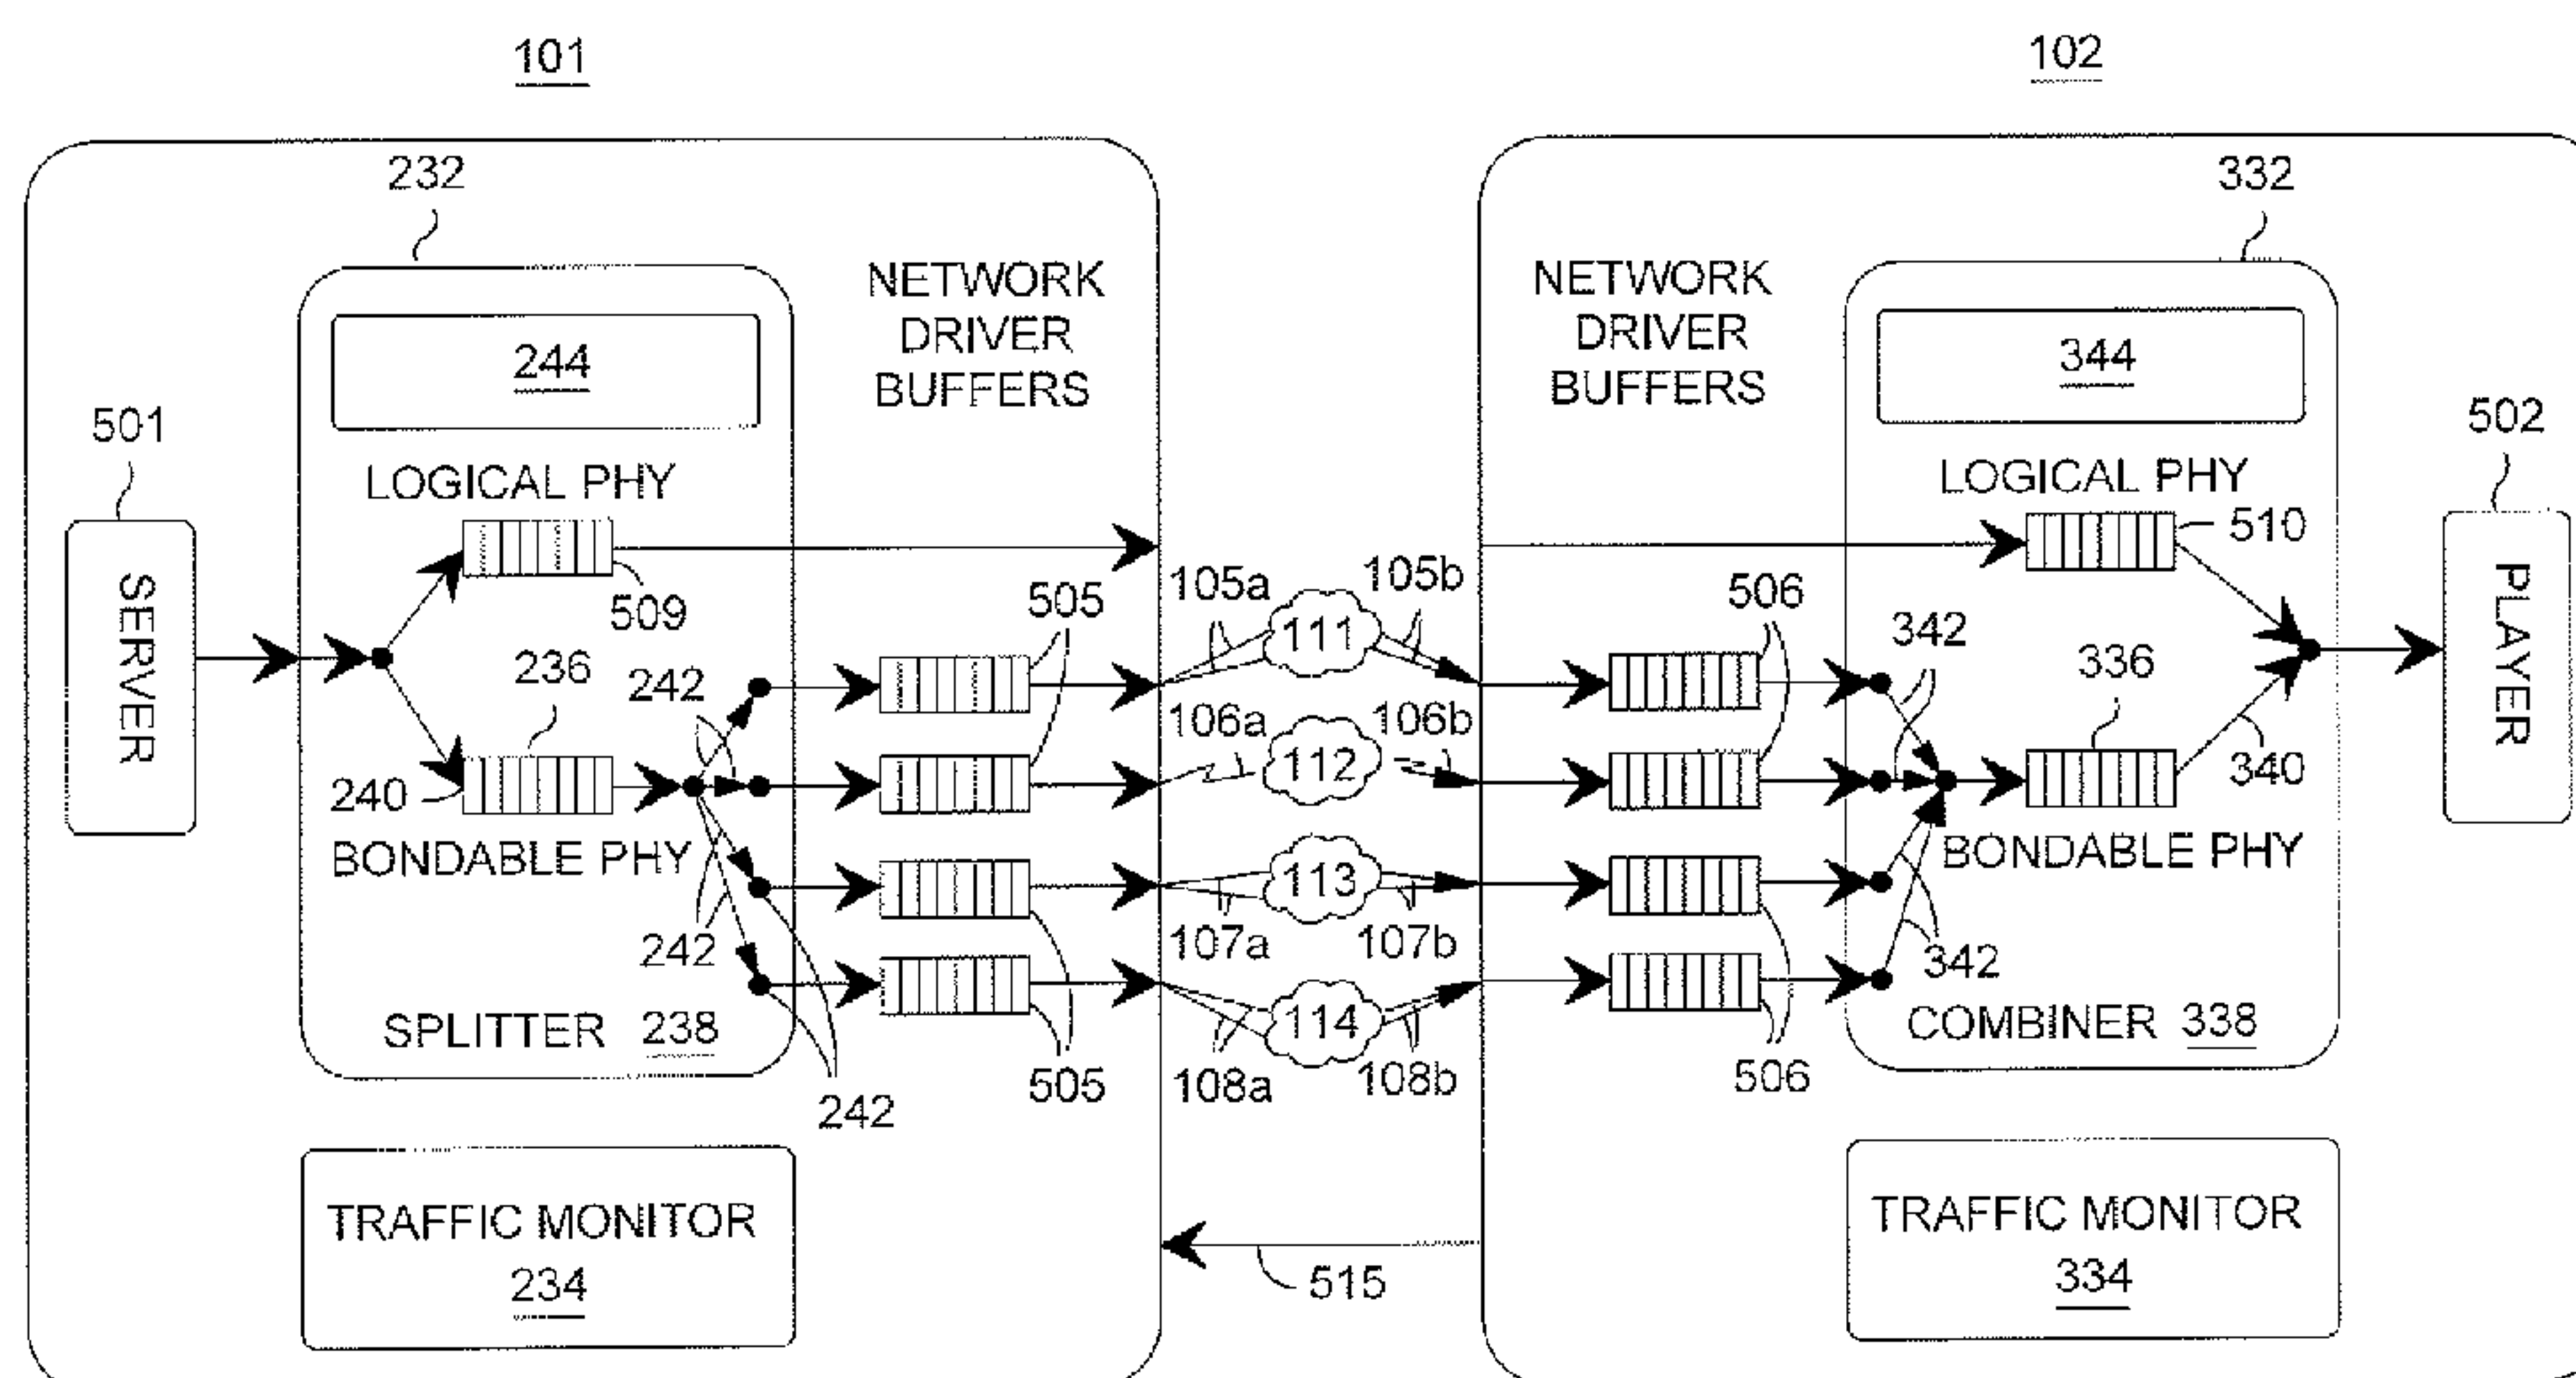 101
102
232
332
NETWORK
DRIVER
BUFFERS
NETWORK
DRIVER
BUFFERS
244
344
501
502
LOGICAL PHY
LOGICAL PHY
SERVER
PLAYER
509
510
505
105a
105b
506
111
342
236
242
336
106a
106b
112
240
340
BONDABLE PHY
BONDABLE PHY
113
242
107a
107b
342
SPLITTER 238
114
COMBINER 338
505
108a
108b
506
242
TRAFFIC MONITOR
234
TRAFFIC MONITOR
334
515